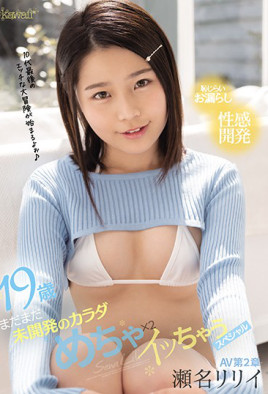 kawaii*
10代最後の
エッチな大冒険が始まるよぉ♪
恥じらい
お漏らし
性感
開発
19歳
まだまだ
未開発のカラダ
めちゃ×2
イッちゃう
スペシャル
AV第2章
瀬名リリイ